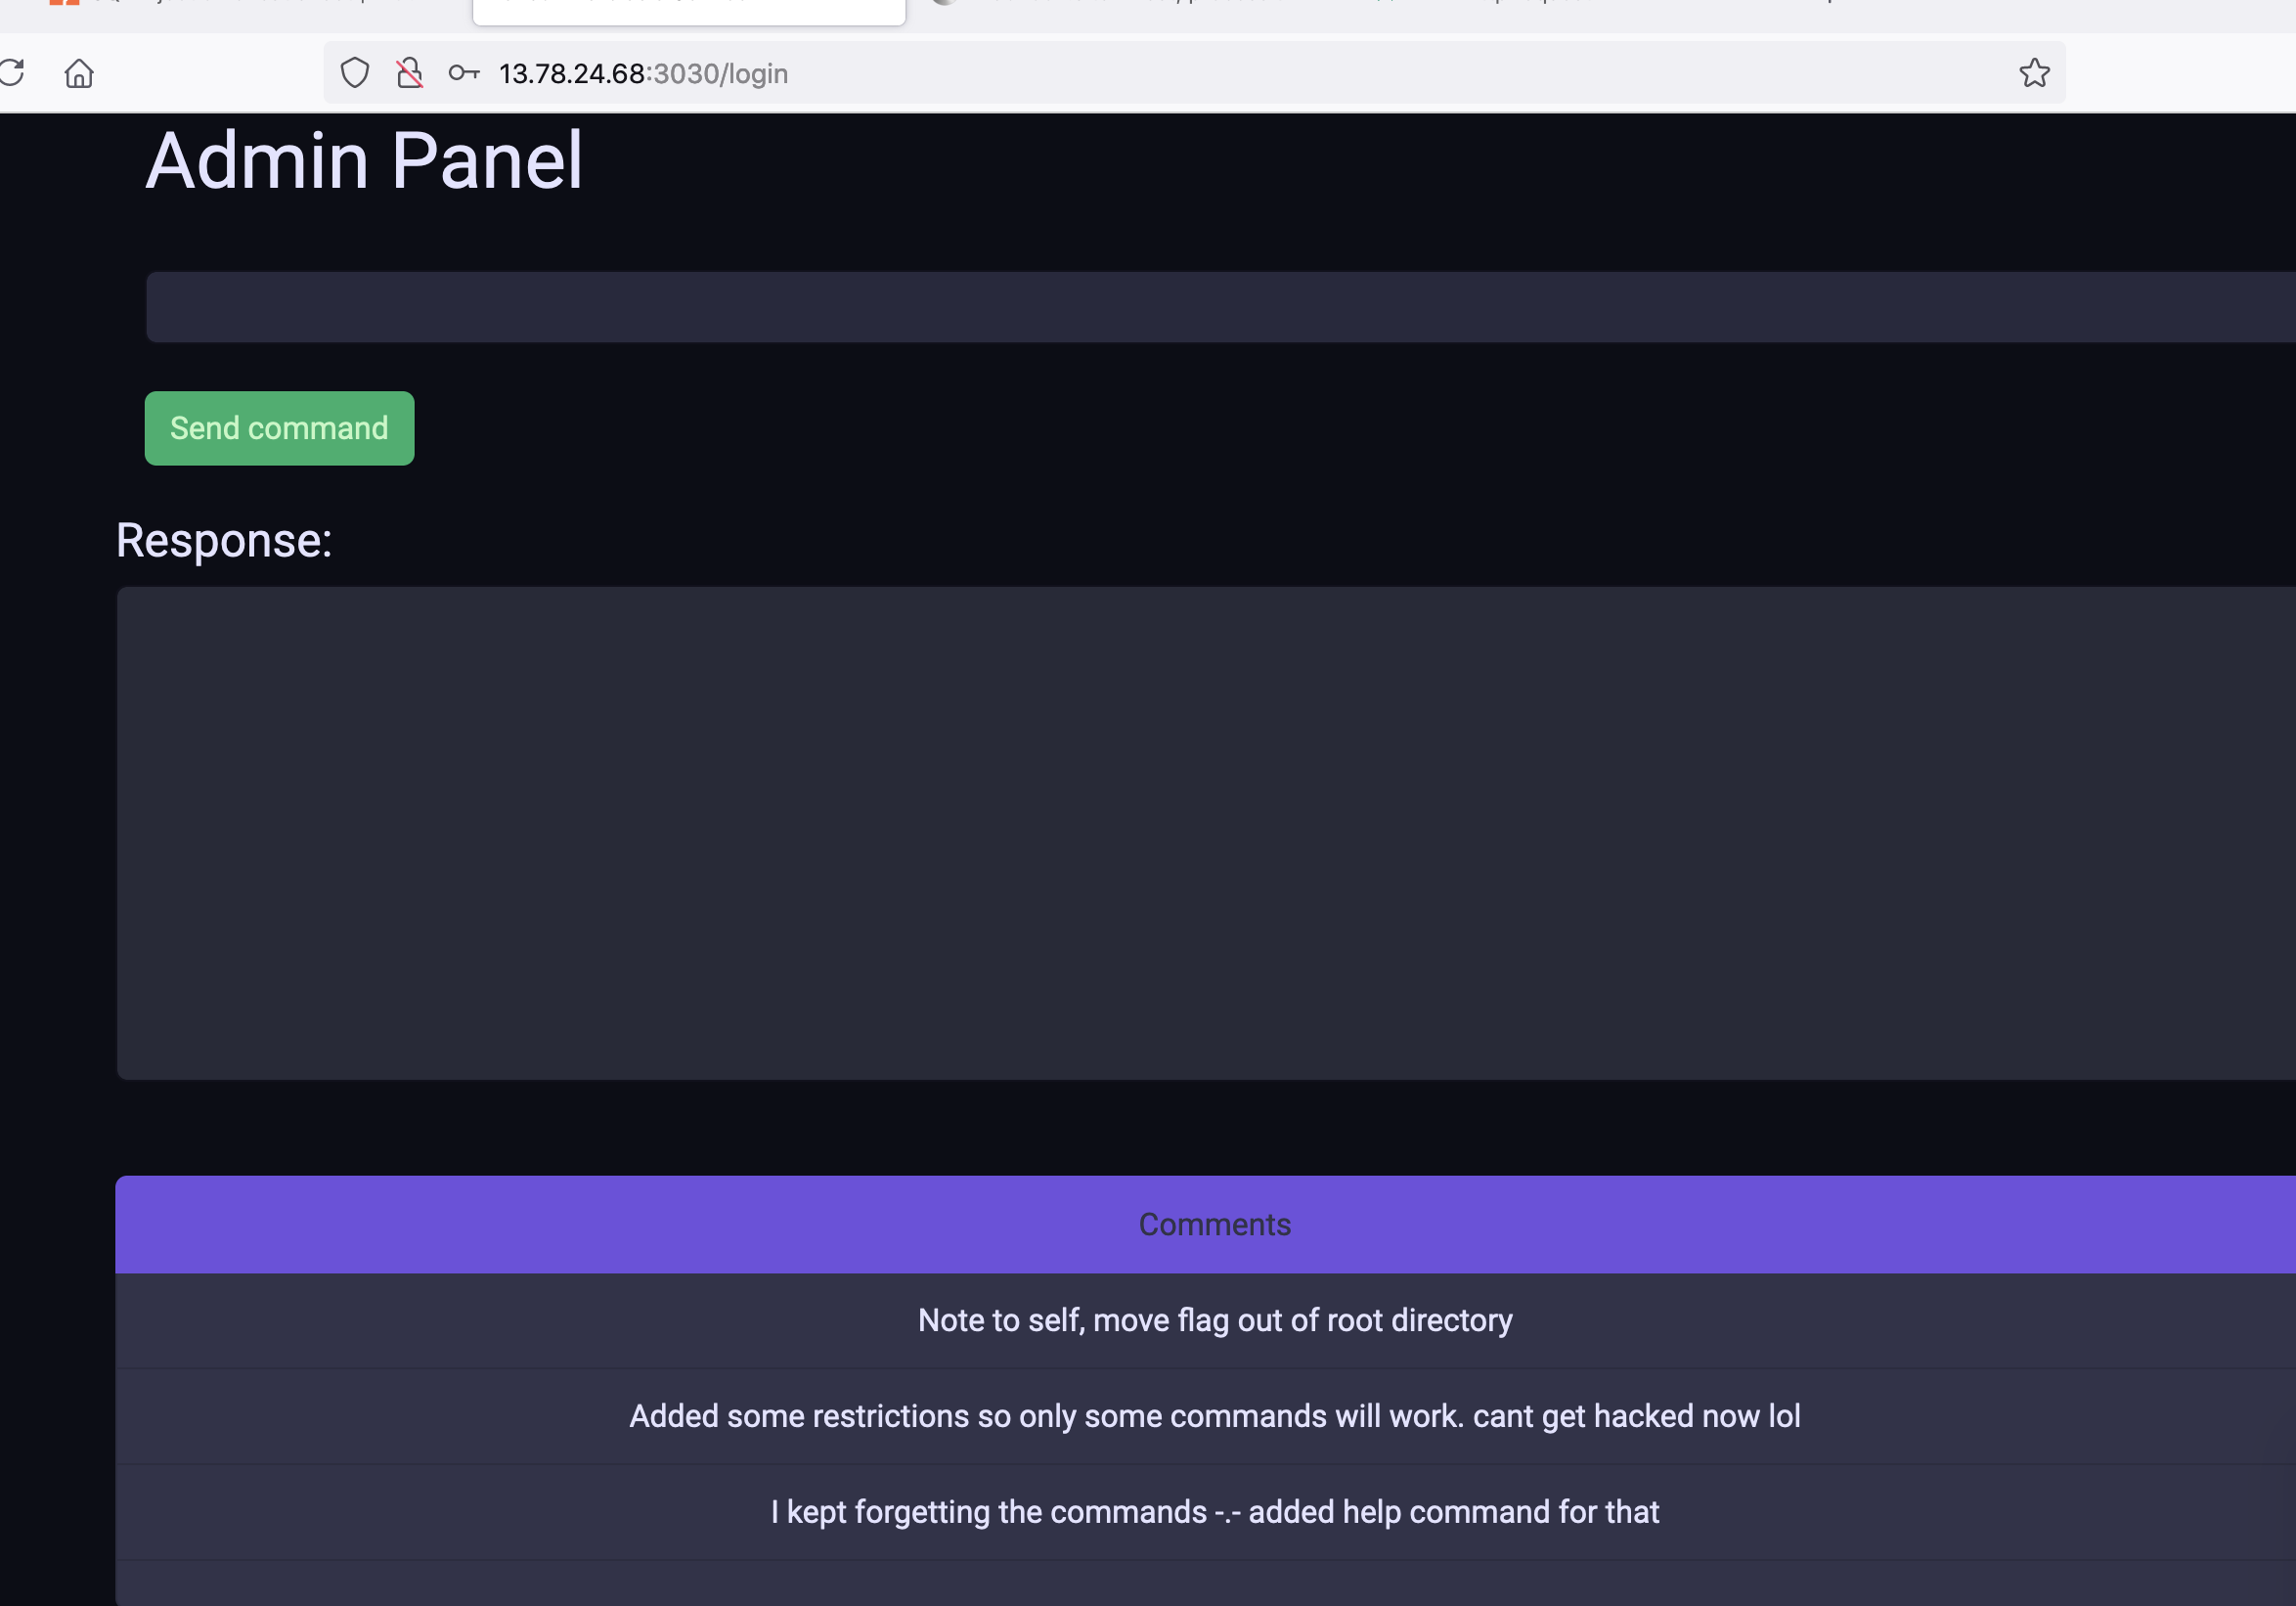 13.78.24.68:3030/login
Admin Panel
Send command
Response:
Comments
Note to self, move flag out of root directory
Added some restrictions so only some commands will work. cant get hacked now lol
I kept forgetting the commands -.- added help command for that